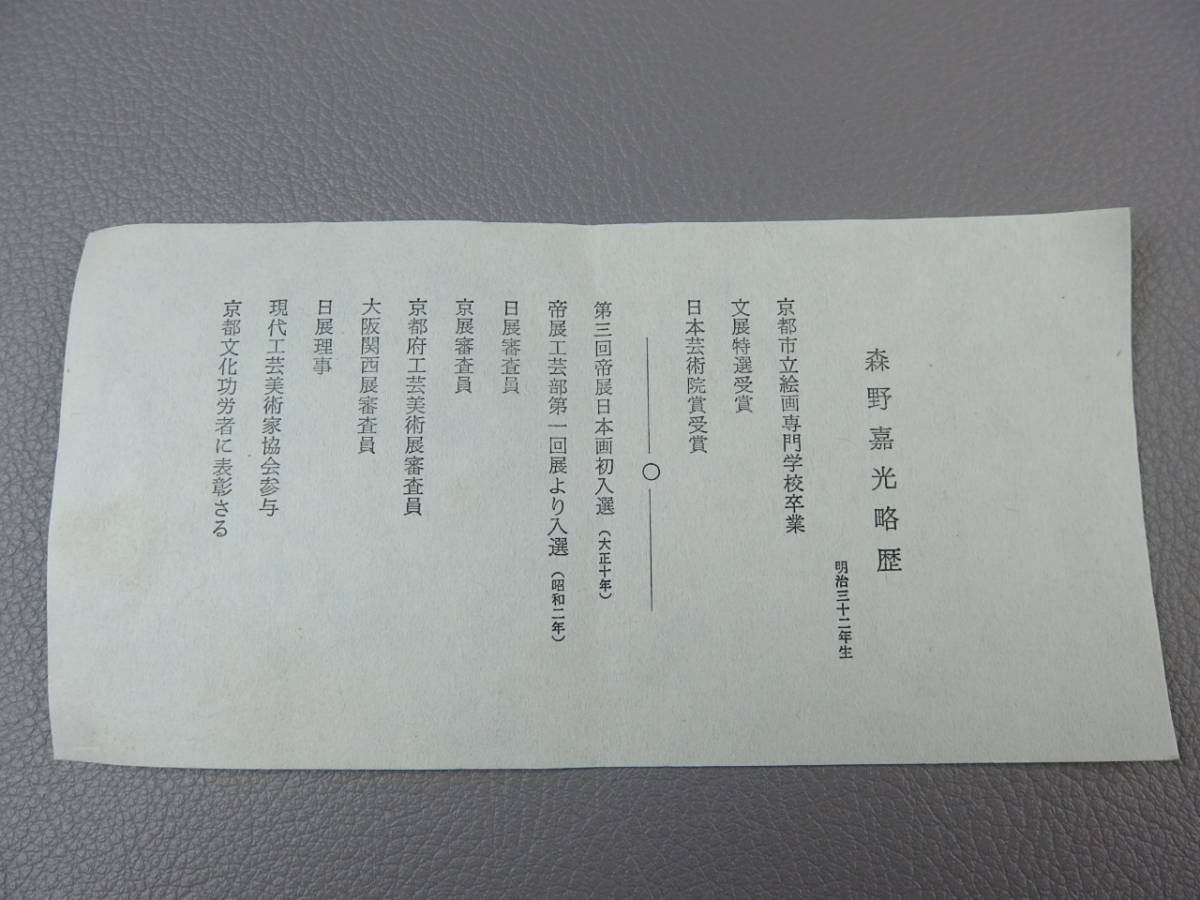 森野嘉光略歴
明治三十二年生
京都市立絵画専門学校卒業
文展特選受賞
日本芸術院賞受賞
○
第三回帝展日本画初入選（大正十年）
帝展工芸部第一回展より入選（昭和二年）
日展審査員
京展審査員
京都府工芸美術展審査員
大阪関西展審査員
日展理事
現代工芸美術家協会参与
京都文化功労者に表彰さる